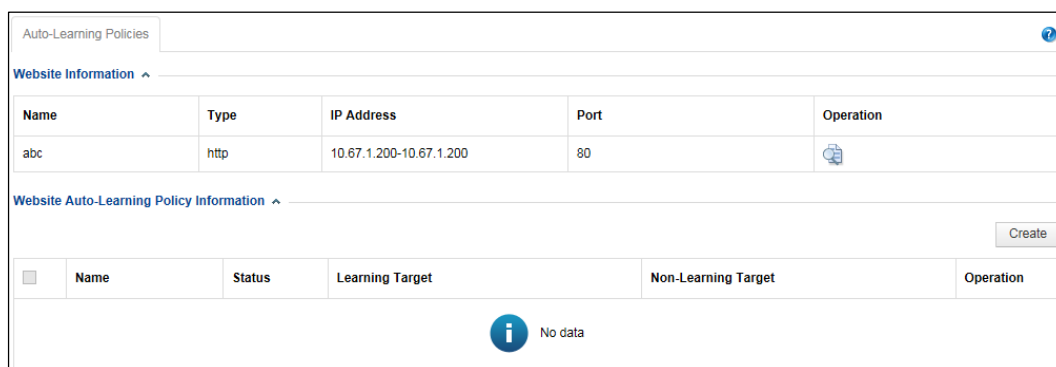 Auto-Learning Policies
Website Information
Name Type IP Address Port Operation
abc http 10.67.1.200-10.67.1.200 80
Website Auto-Learning Policy Information
Create
Name Status Learning Target Non-Learning Target Operation
No data